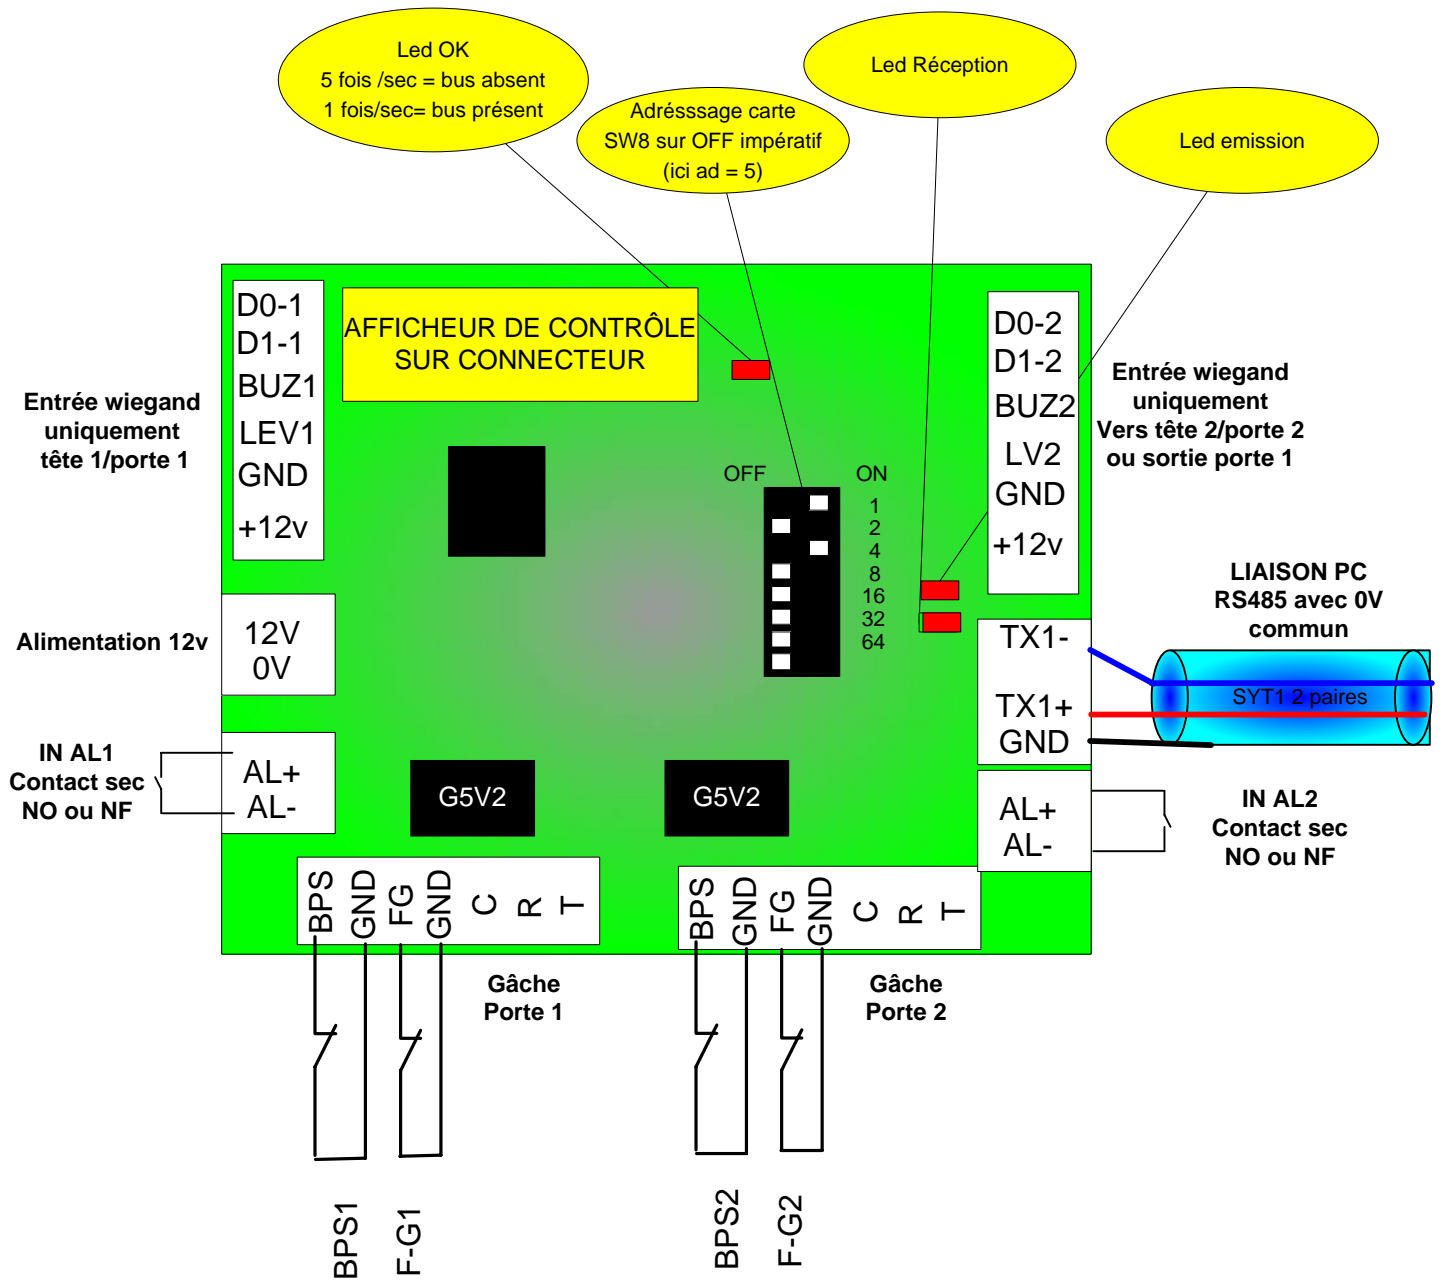 Led OK
5 fois /sec = bus absent
1 fois/sec= bus présent
Adrésssage carte
SW8 sur OFF impératif
(ici ad = 5)
Led Réception
Led emission
D0-1
D1-1
BUZ1
LEV1
GND
+12v
AFFICHEUR DE CONTRÔLE
SUR CONNECTEUR
D0-2
D1-2
BUZ2
LV2
GND
+12v
Entrée wiegand
uniquement
tête 1/porte 1
Entrée wiegand
uniquement
Vers tête 2/porte 2
ou sortie porte 1
OFF
ON
1
2
4
8
16
32
64
Alimentation 12v
12V
0V
LIAISON PC
RS485 avec 0V
commun
TX1-
TX1+
GND
SYT1 2 paires
IN AL1
Contact sec
NO ou NF
AL+
AL-
G5V2
G5V2
AL+
AL-
IN AL2
Contact sec
NO ou NF
BPS
GND
FG
GND
C
R
T
BPS
GND
FG
GND
C
R
T
Gâche
Porte 1
Gâche
Porte 2
BPS1
F-G1
BPS2
F-G2